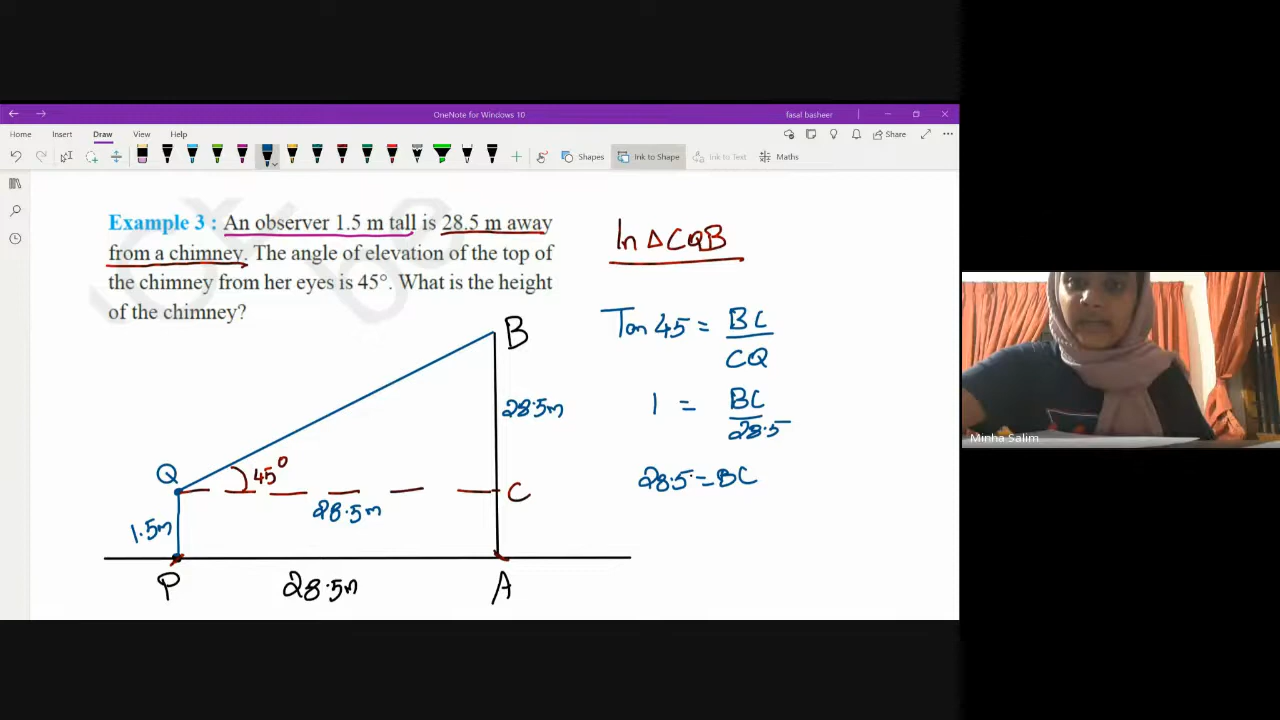 OneNote for Windows 10
fasal basheer
Home Insert Draw View Help
Share
Shapes
Ink to Shape
Ink to Text
Maths
Example 3 : An observer 1.5 m tall is 28.5 m away
from a chimney. The angle of elevation of the top of
the chimney from her eyes is 45°. What is the height
of the chimney?
In △CQB
Tan 45 = BC
CQ
1 = BC
28.5
28.5 = BC
B
28.5m
Q
45°
C
28.5m
1.5m
P
28.5m
A
Minha Salim